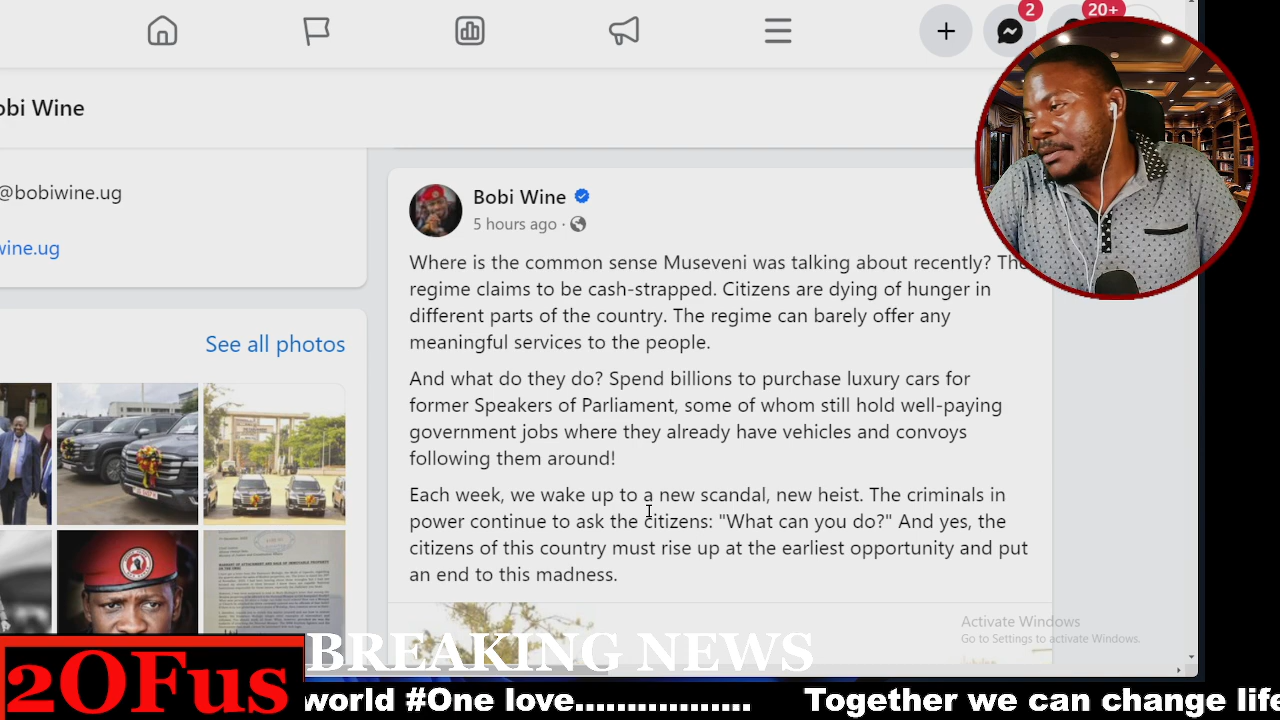 2
20+
obi Wine
@bobiwine.ug
wine.ug
See all photos
Bobi Wine
5 hours ago ·
Where is the common sense Museveni was talking about recently? The
regime claims to be cash-strapped. Citizens are dying of hunger in
different parts of the country. The regime can barely offer any
meaningful services to the people.
And what do they do? Spend billions to purchase luxury cars for
former Speakers of Parliament, some of whom still hold well-paying
government jobs where they already have vehicles and convoys
following them around!
Each week, we wake up to a new scandal, new heist. The criminals in
power continue to ask the citizens: "What can you do?" And yes, the
citizens of this country must rise up at the earliest opportunity and put
an end to this madness.
Activate Windows
Go to Settings to activate Windows.
BREAKING NEWS
2OFus
world #One love................. Together we can change life